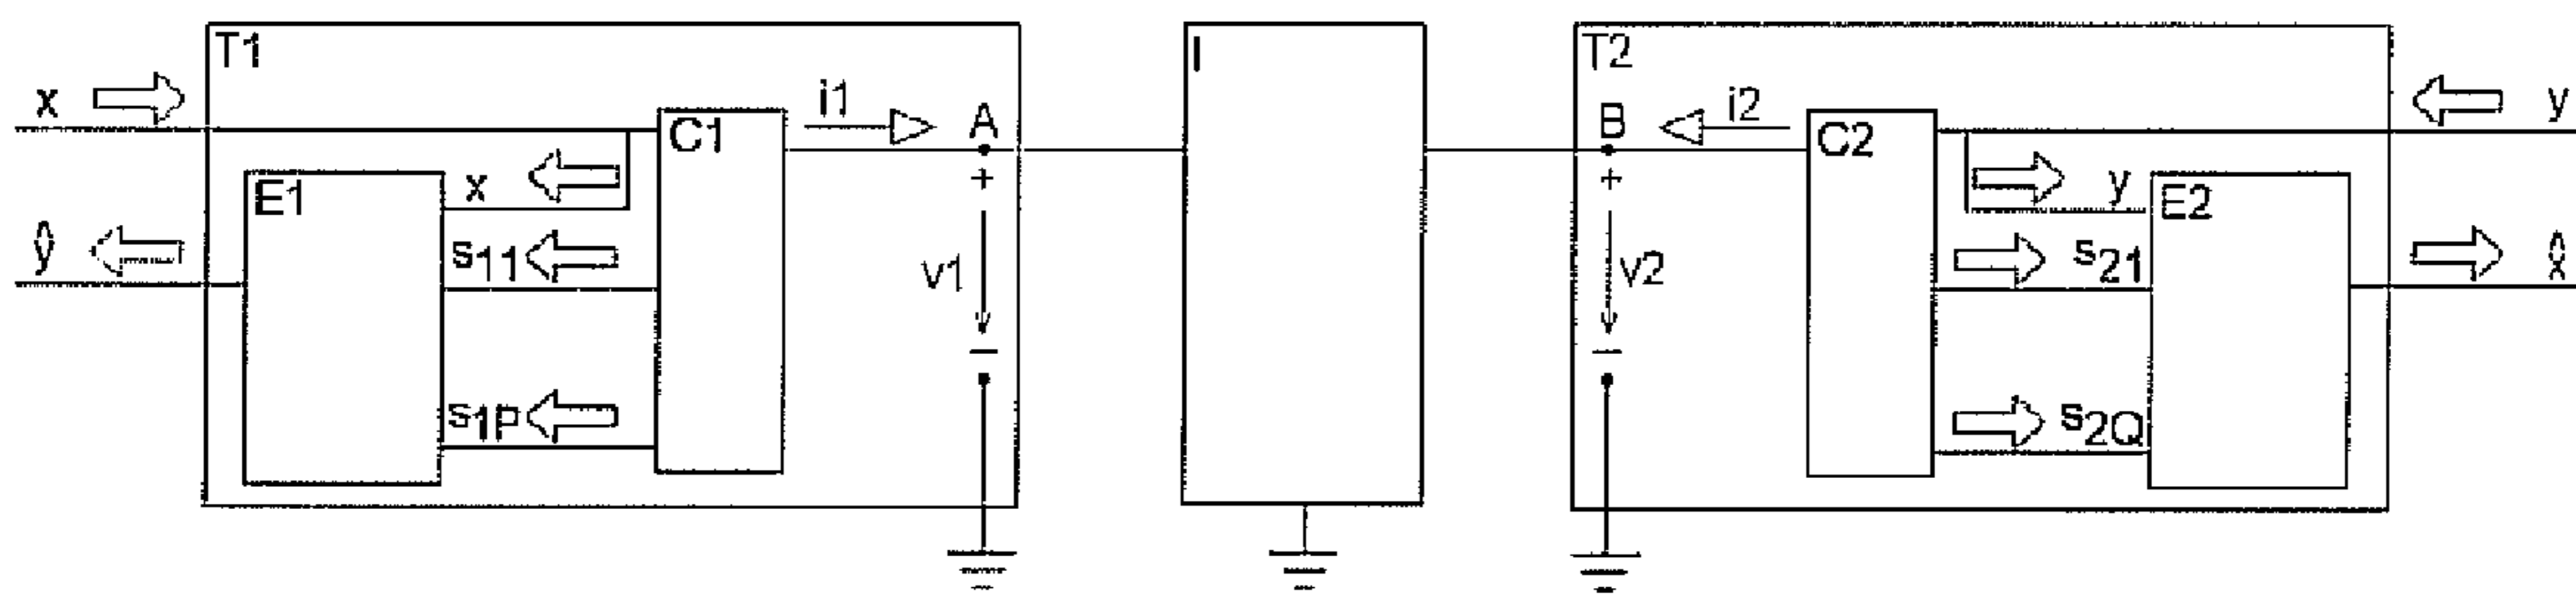 T1
I
T2
x
i1
A
B
i2
y
C1
C2
x
E1
y
E2
ŷ
s11
v1
v2
s21
x̂
s1P
s2Q
+
+
−
−